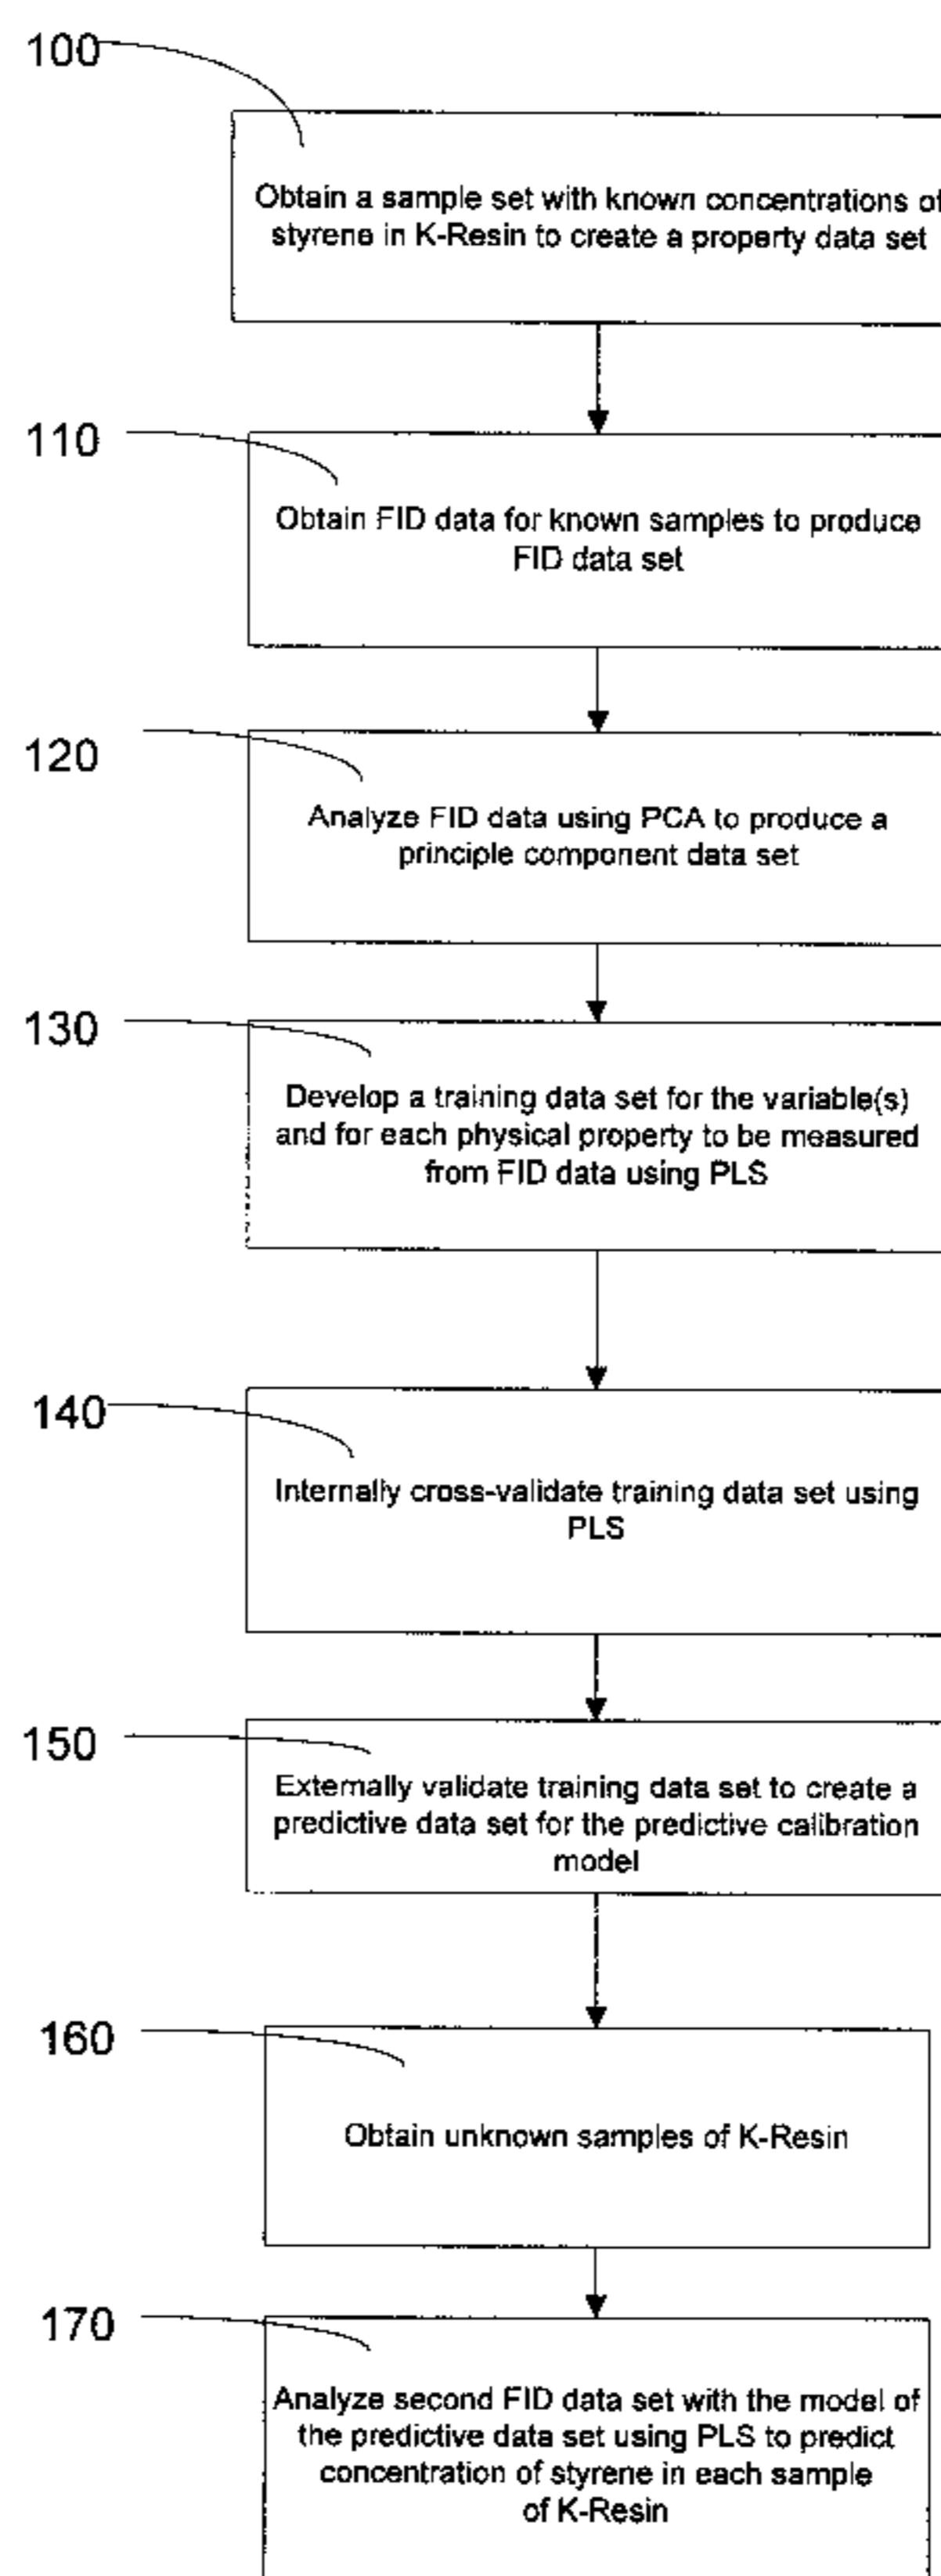 100
Obtain a sample set with known concentrations of
styrene in K-Resin to create a property data set
110
Obtain FID data for known samples to produce
FID data set
120
Analyze FID data using PCA to produce a
principle component data set
130
Develop a training data set for the variable(s)
and for each physical property to be measured
from FID data using PLS
140
Internally cross-validate training data set using
PLS
150
Externally validate training data set to create a
predictive data set for the predictive calibration
model
160
Obtain unknown samples of K-Resin
170
Analyze second FID data set with the model of
the predictive data set using PLS to predict
concentration of styrene in each sample
of K-Resin